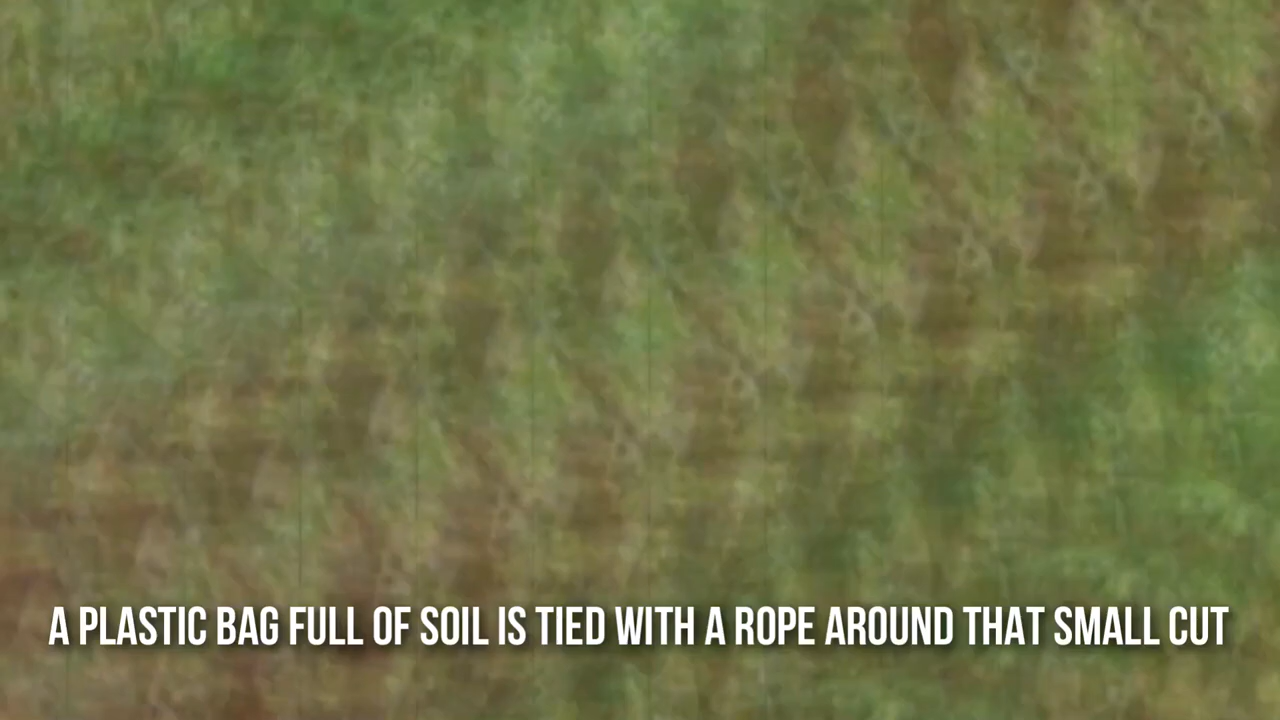 A PLASTIC BAG FULL OF SOIL IS TIED WITH A ROPE AROUND THAT SMALL CUT